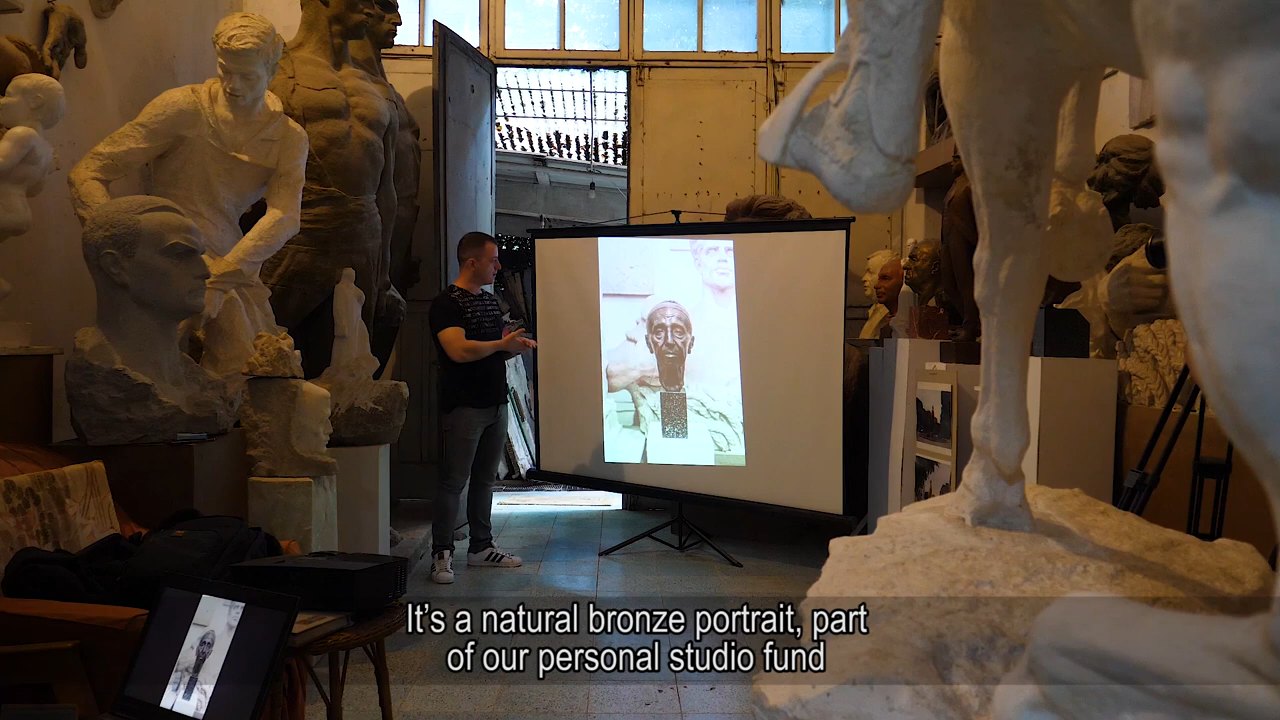 It’s a natural bronze portrait, part
of our personal studio fund